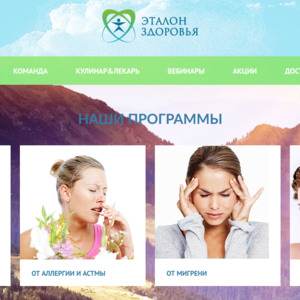 ЭТАЛОН
ЗДОРОВЬЯ
КОМАНДА КУЛИНАР&ЛЕКАРЬ ВЕБИНАРЫ АКЦИИ ДОС
НАШИ ПРОГРАММЫ
ОТ АЛЛЕРГИИ И АСТМЫ
ОТ МИГРЕНИ